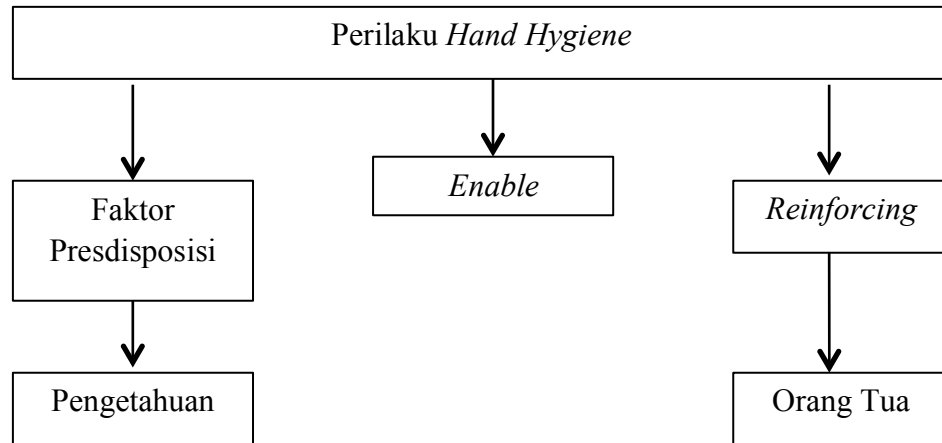 Perilaku Hand Hygiene
Enable
Faktor
Presdisposisi
Reinforcing
Pengetahuan
Orang Tua